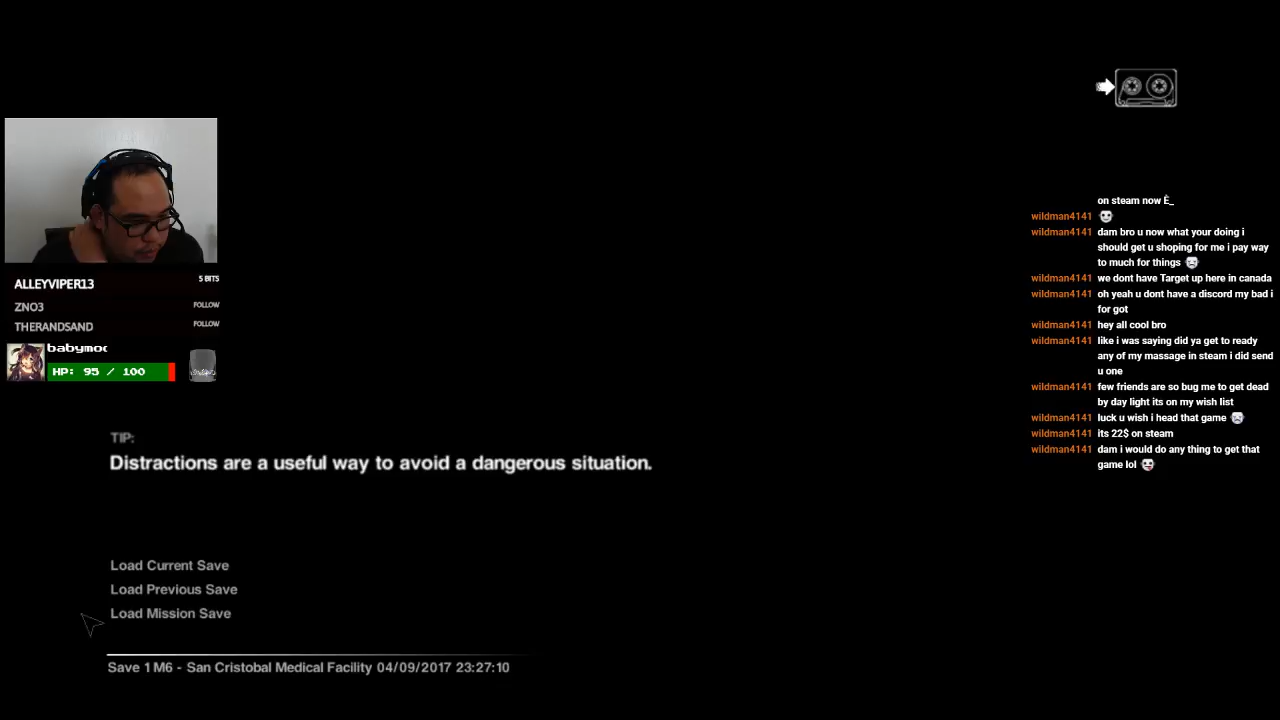 ALLEYVIPER13 5 BITS
ZNO3 FOLLOW
THERANDSAND FOLLOW
babymoc
HP: 95 / 100
TIP:
Distractions are a useful way to avoid a dangerous situation.
Load Current Save
Load Previous Save
Load Mission Save
Save 1 M6 - San Cristobal Medical Facility 04/09/2017 23:27:10
on steam now È_
wildman4141
wildman4141 dam bro u now what your doing i
should get u shoping for me i pay way
to much for things
wildman4141 we dont have Target up here in canada
wildman4141 oh yeah u dont have a discord my bad i
for got
wildman4141 hey all cool bro
wildman4141 like i was saying did ya get to ready
any of my massage in steam i did send
u one
wildman4141 few friends are so bug me to get dead
by day light its on my wish list
wildman4141 luck u wish i head that game
wildman4141 its 22$ on steam
wildman4141 dam i would do any thing to get that
game lol